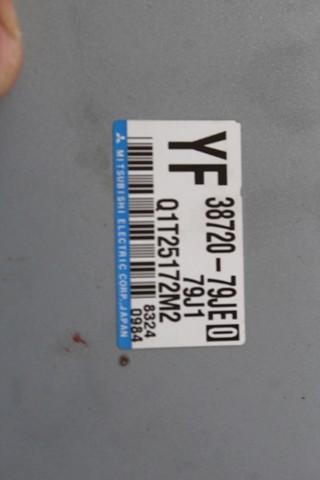 YF 38720-79JE0
79J1
Q1T25172M2
8324
0984
MITSUBISHI ELECTRIC CORP. JAPAN